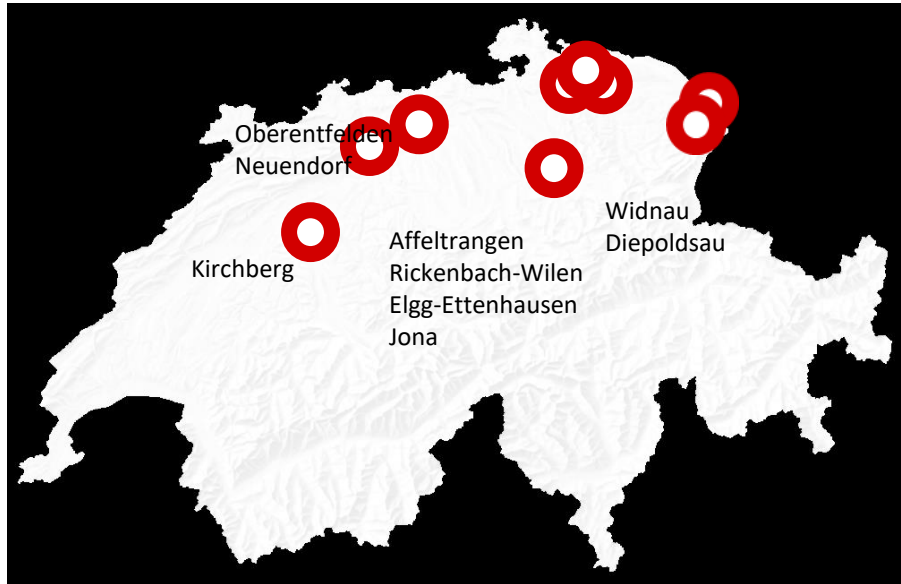 Oberentfelden
Neuendorf
Kirchberg
Affeltrangen
Rickenbach-Wilen
Elgg-Ettenhausen
Jona
Widnau
Diepoldsau